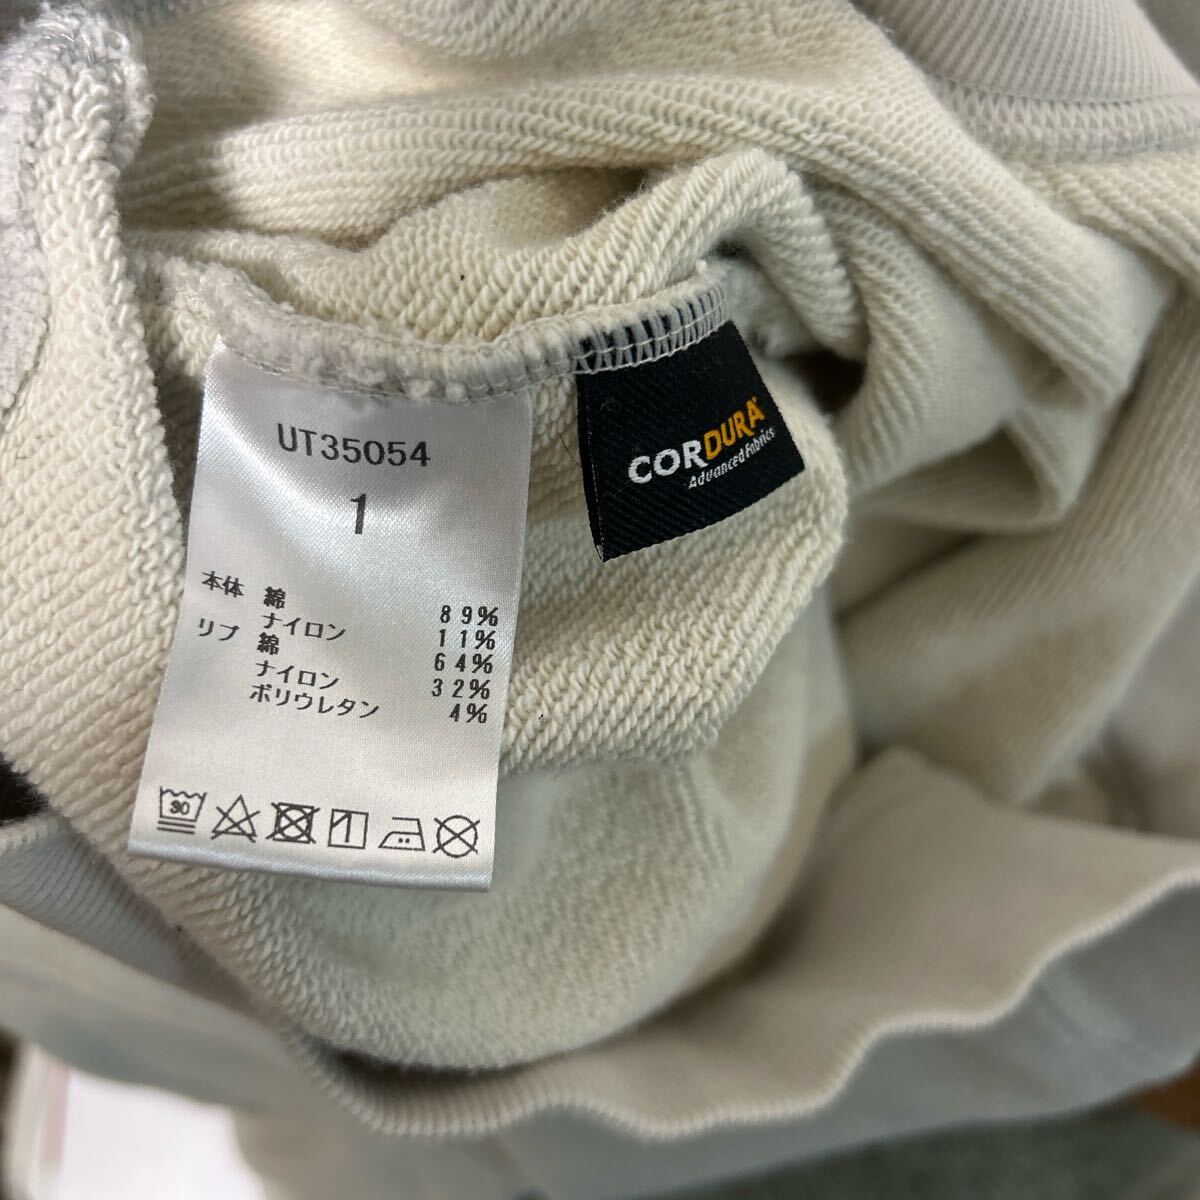 UT35054
1
本体 綿 89%
ナイロン 11%
リブ 綿 64%
ナイロン 32%
ポリウレタン 4%
30
CORDURA®
Advanced Fabrics